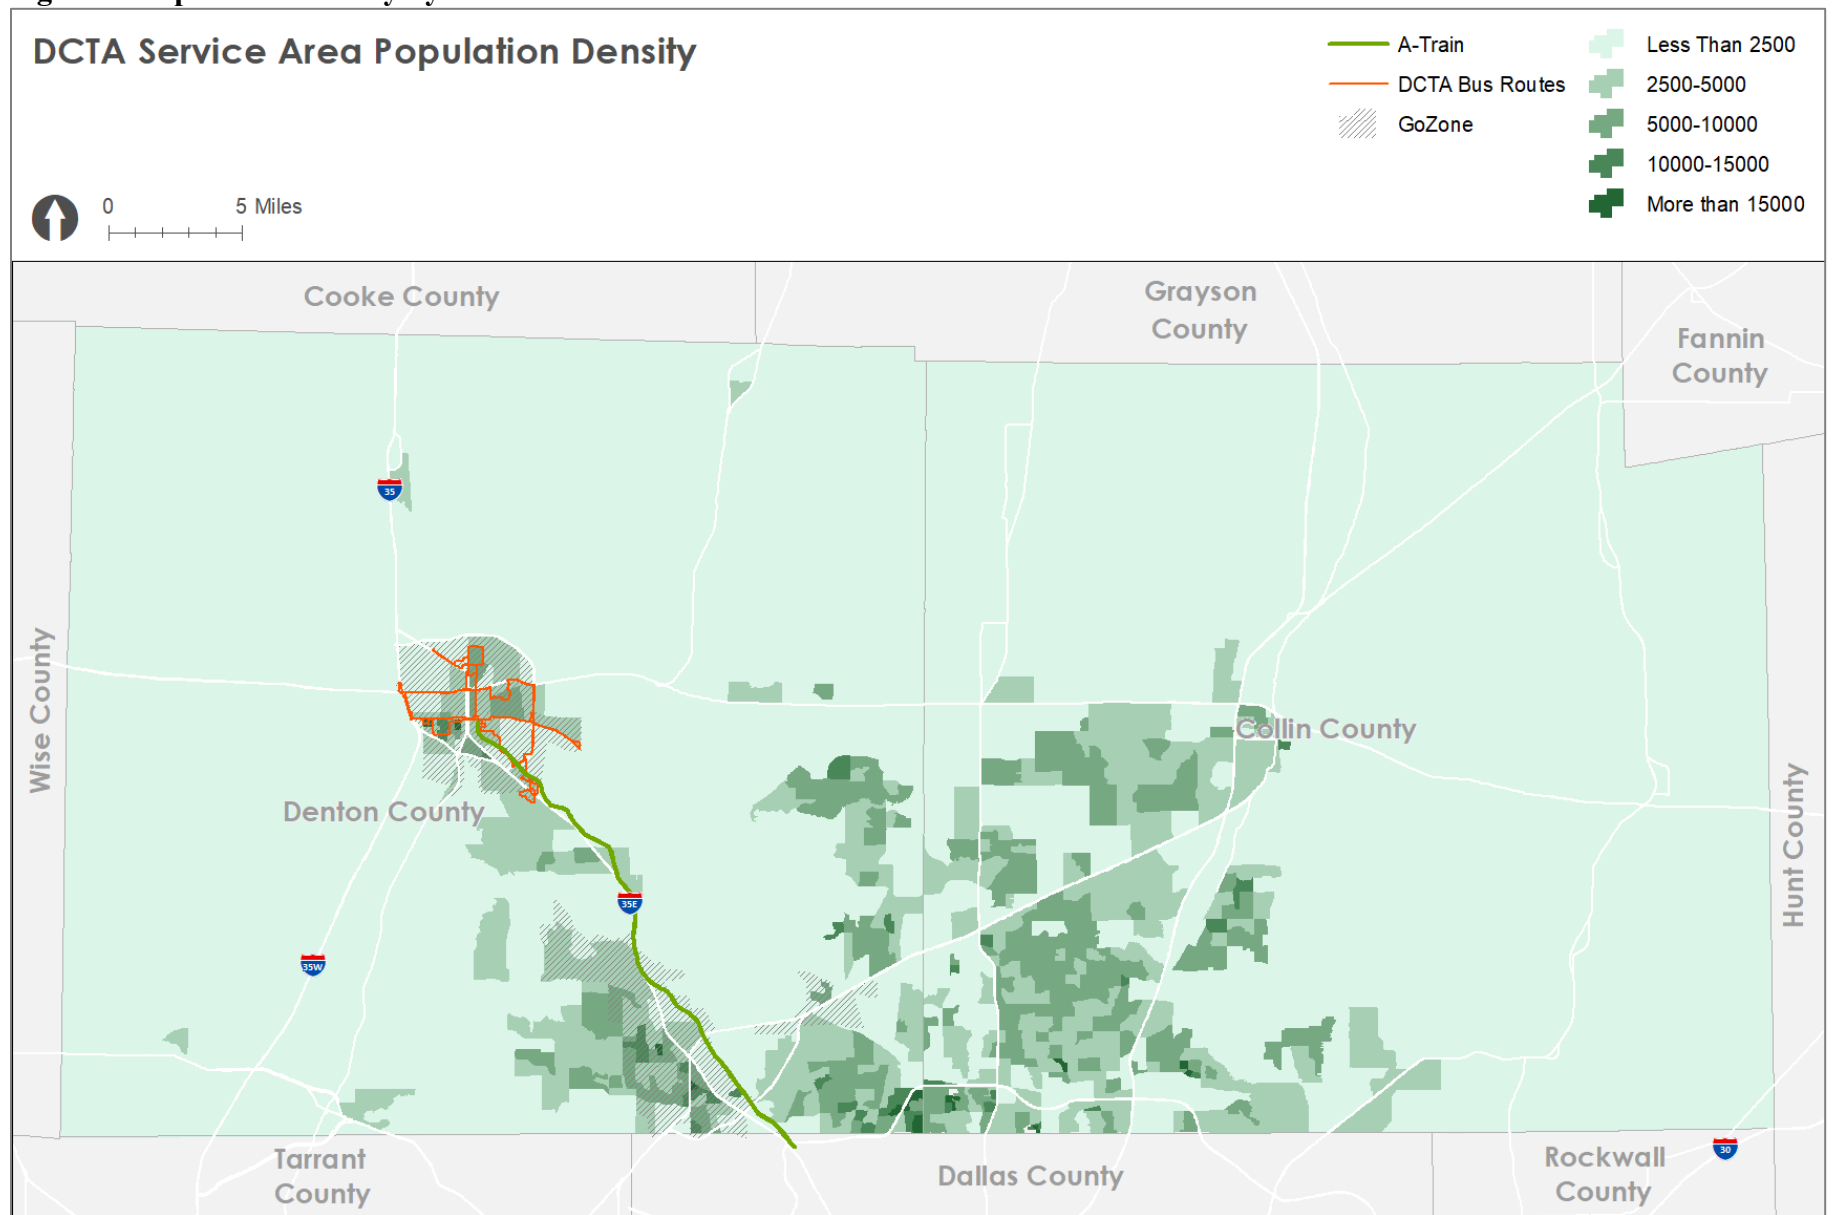 DCTA Service Area Population Density
A-Train
DCTA Bus Routes
GoZone
Less Than 2500
2500-5000
5000-10000
10000-15000
More than 15000
0 5 Miles
Cooke County
Grayson
County
Fannin
County
35
Wise County
Collin County
Denton County
Hunt County
35E
35W
Tarrant
County
Dallas County
Rockwall
County
30